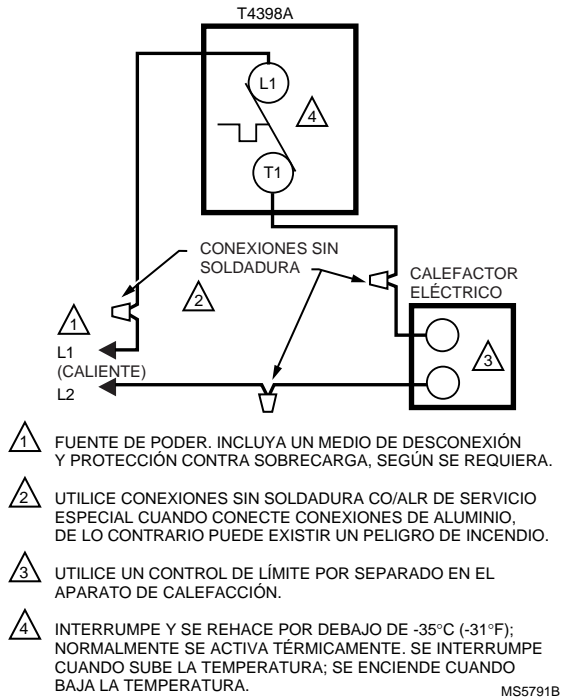 T4398A
L1
4
T1
CONEXIONES SIN
SOLDADURA
CALEFACTOR
ELÉCTRICO
2
1
3
L1
(CALIENTE)
L2
1 FUENTE DE PODER. INCLUYA UN MEDIO DE DESCONEXIÓN
Y PROTECCIÓN CONTRA SOBRECARGA, SEGÚN SE REQUIERA.
2 UTILICE CONEXIONES SIN SOLDADURA CO/ALR DE SERVICIO
ESPECIAL CUANDO CONECTE CONEXIONES DE ALUMINIO,
DE LO CONTRARIO PUEDE EXISTIR UN PELIGRO DE INCENDIO.
3 UTILICE UN CONTROL DE LÍMITE POR SEPARADO EN EL
APARATO DE CALEFACCIÓN.
4 INTERRUMPE Y SE REHACE POR DEBAJO DE -35°C (-31°F);
NORMALMENTE SE ACTIVA TÉRMICAMENTE. SE INTERRUMPE
CUANDO SUBE LA TEMPERATURA; SE ENCIENDE CUANDO
BAJA LA TEMPERATURA.
MS5791B